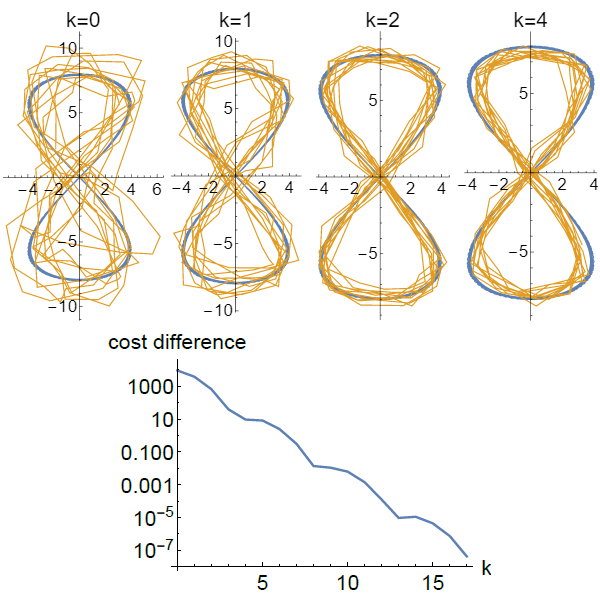 k=0 k=1 k=2 k=4
10 10
5 5 5 5
−4 −2 2 4 6 −4 −2 2 4 −4 −2 2 4 −4 −2 2 4
−5 −5 −5 −5
−10 −10
cost difference
1000
10
0.100
0.001
10⁻⁵
10⁻⁷
5 10 15 k